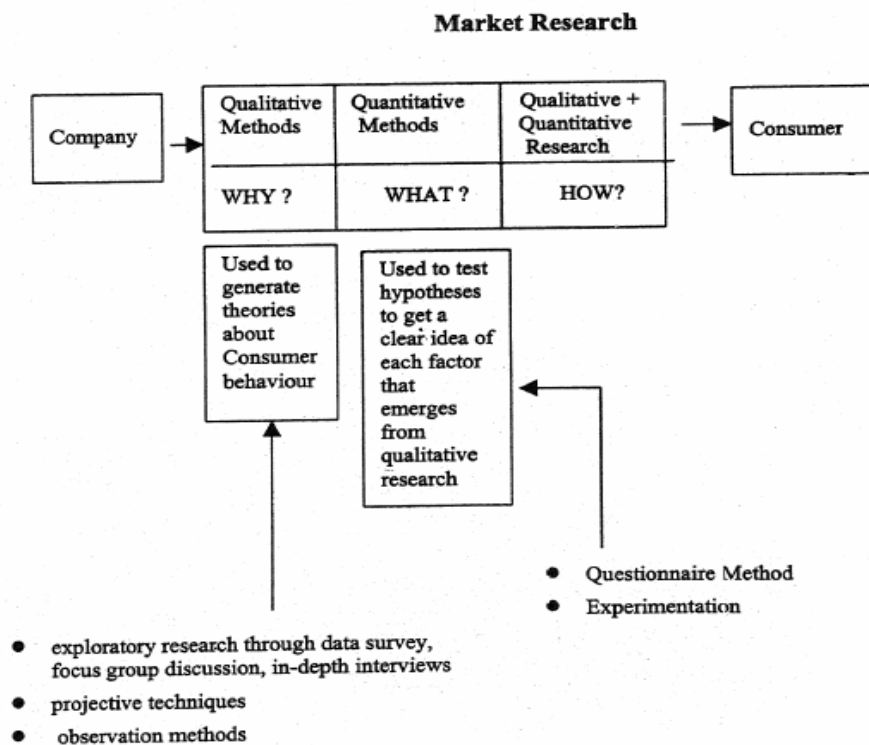 Market Research
Company
Qualitative
Methods
Quantitative
Methods
Qualitative +
Quantitative
Research
Consumer
WHY ?
WHAT ?
HOW?
Used to
generate
theories
about
Consumer
behaviour
Used to test
hypotheses
to get a
clear idea of
each factor
that
emerges
from
qualitative
research
● Questionnaire Method
● Experimentation
● exploratory research through data survey,
focus group discussion, in-depth interviews
● projective techniques
● observation methods